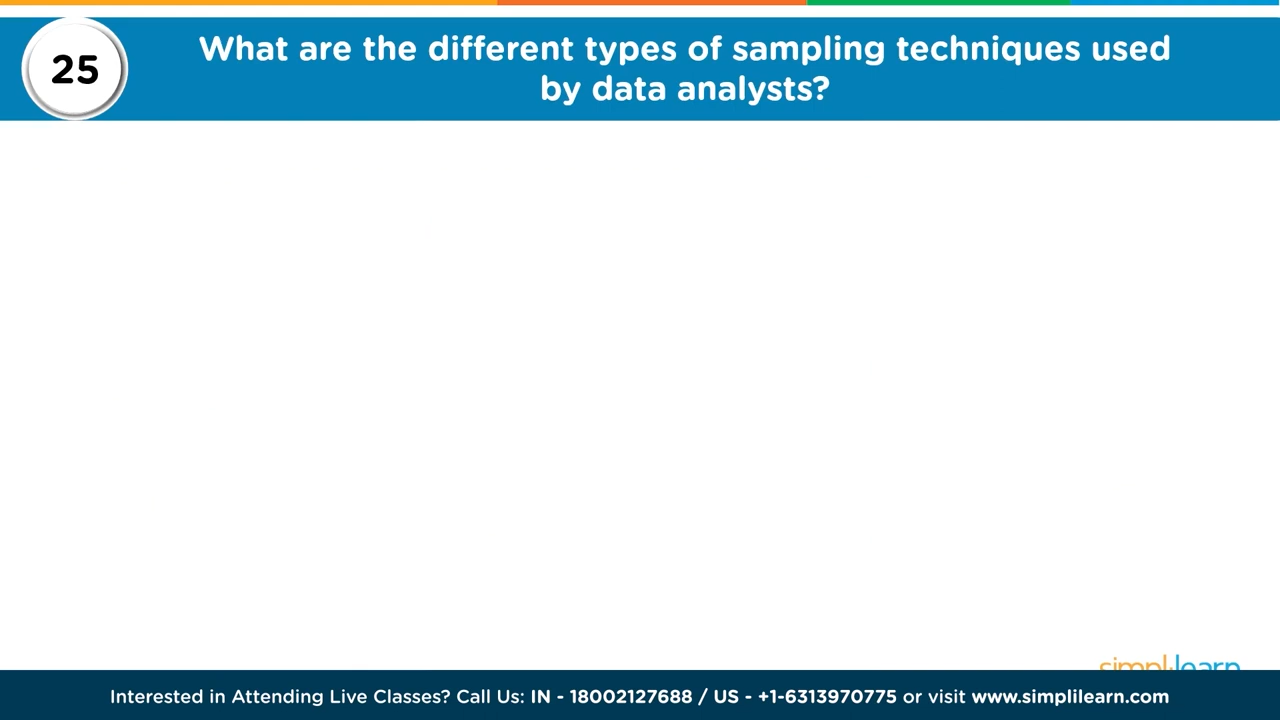 25
What are the different types of sampling techniques used
by data analysts?
simplilearn
Interested in Attending Live Classes? Call Us: IN - 18002127688 / US - +1-6313970775 or visit www.simplilearn.com